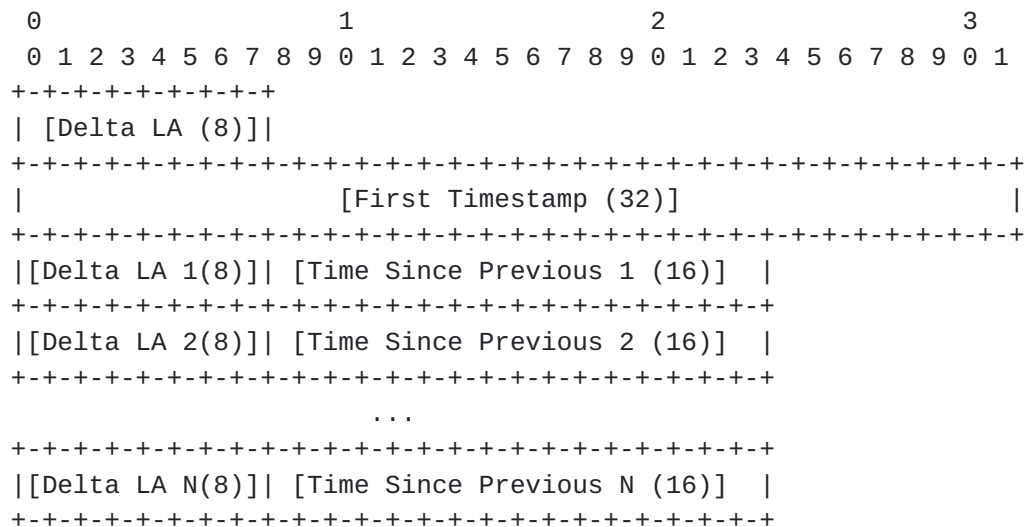 0                   1                   2                   3
 0 1 2 3 4 5 6 7 8 9 0 1 2 3 4 5 6 7 8 9 0 1 2 3 4 5 6 7 8 9 0 1
+-+-+-+-+-+-+-+-+
| [Delta LA (8)]|
+-+-+-+-+-+-+-+-+-+-+-+-+-+-+-+-+-+-+-+-+-+-+-+-+-+-+-+-+-+-+-+-+
|                    [First Timestamp (32)]                     |
+-+-+-+-+-+-+-+-+-+-+-+-+-+-+-+-+-+-+-+-+-+-+-+-+-+-+-+-+-+-+-+-+
|[Delta LA 1(8)]| [Time Since Previous 1 (16)]  |
+-+-+-+-+-+-+-+-+-+-+-+-+-+-+-+-+-+-+-+-+-+-+-+-+
|[Delta LA 2(8)]| [Time Since Previous 2 (16)]  |
+-+-+-+-+-+-+-+-+-+-+-+-+-+-+-+-+-+-+-+-+-+-+-+-+
                       ...
+-+-+-+-+-+-+-+-+-+-+-+-+-+-+-+-+-+-+-+-+-+-+-+-+
|[Delta LA N(8)]| [Time Since Previous N (16)]  |
+-+-+-+-+-+-+-+-+-+-+-+-+-+-+-+-+-+-+-+-+-+-+-+-+